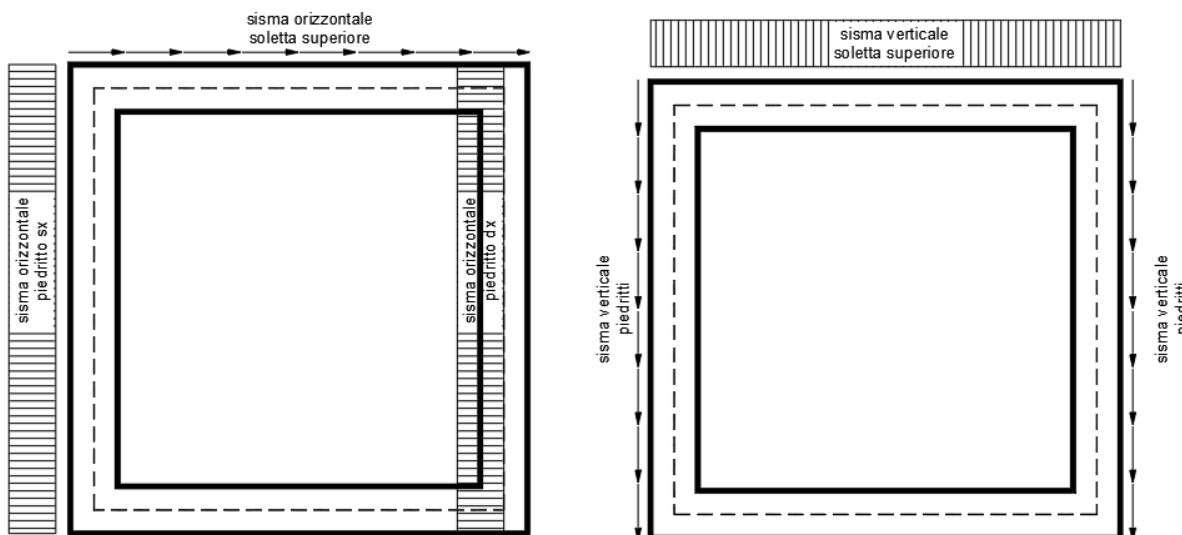 sisma orizzontale
soletta superiore
sisma orizzontale
piedritto sx
sisma orizzontale
piedritto dx
sisma verticale
soletta superiore
sisma verticale
piedritti
sisma verticale
piedritti